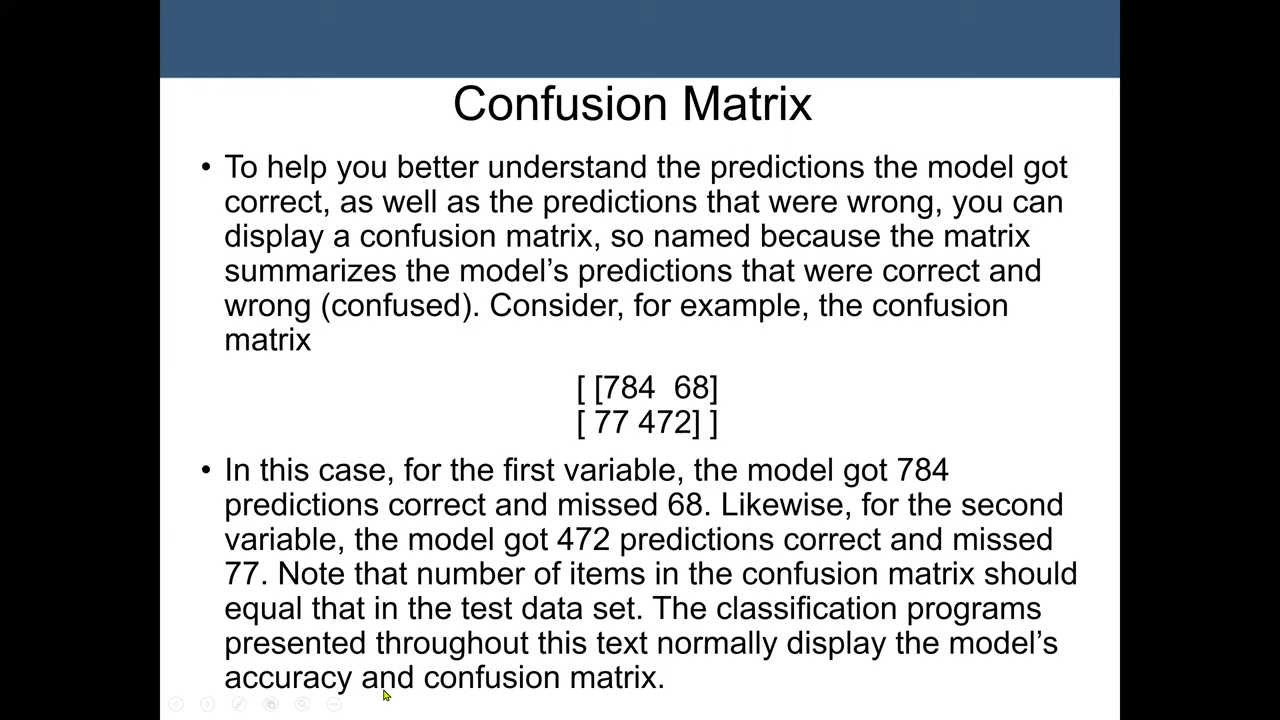 Confusion Matrix
• To help you better understand the predictions the model got
correct, as well as the predictions that were wrong, you can
display a confusion matrix, so named because the matrix
summarizes the model’s predictions that were correct and
wrong (confused). Consider, for example, the confusion
matrix
[ [784  68]
[ 77 472] ]
• In this case, for the first variable, the model got 784
predictions correct and missed 68. Likewise, for the second
variable, the model got 472 predictions correct and missed
77. Note that number of items in the confusion matrix should
equal that in the test data set. The classification programs
presented throughout this text normally display the model’s
accuracy and confusion matrix.